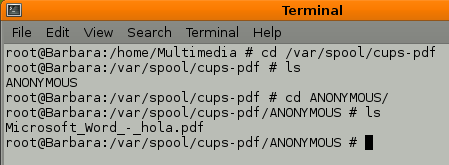 Terminal
File Edit View Search Terminal Help
root@Barbara:/home/Multimedia # cd /var/spool/cups-pdf
root@Barbara:/var/spool/cups-pdf # ls
ANONYMOUS
root@Barbara:/var/spool/cups-pdf # cd ANONYMOUS/
root@Barbara:/var/spool/cups-pdf/ANONYMOUS # ls
Microsoft_Word_-_hola.pdf
root@Barbara:/var/spool/cups-pdf/ANONYMOUS #